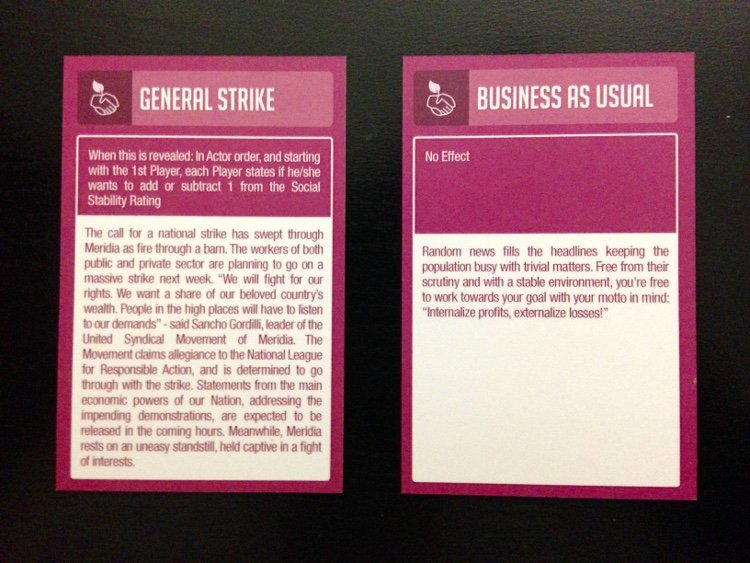 GENERAL STRIKE
When this is revealed: In Actor order, and starting
with the 1st Player, each Player states if he/she
wants to add or subtract 1 from the Social
Stability Rating
The call for a national strike has swept through
Meridia as fire through a barn. The workers of both
public and private sector are planning to go on a
massive strike next week. “We will fight for our
rights. We want a share of our beloved country’s
wealth. People in the high places will have to listen
to our demands” - said Sancho Gordilli, leader of the
United Syndical Movement of Meridia. The
Movement claims allegiance to the National League
for Responsible Action, and is determined to go
through with the strike. Statements from the main
economic powers of our Nation, addressing the
impending demonstrations, are expected to be
released in the coming hours. Meanwhile, Meridia
rests on an uneasy standstill, held captive in a fight
of interests.
BUSINESS AS USUAL
No Effect
Random news fills the headlines keeping the
population busy with trivial matters. Free from their
scrutiny and with a stable environment, you’re free
to work towards your goal with your motto in mind:
“Internalize profits, externalize losses!”